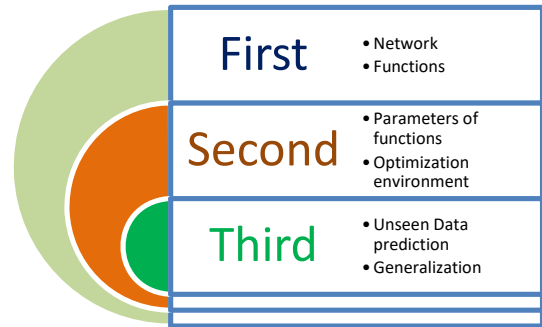 First
• Network
• Functions
Second
• Parameters of
functions
• Optimization
environment
Third
• Unseen Data
prediction
• Generalization